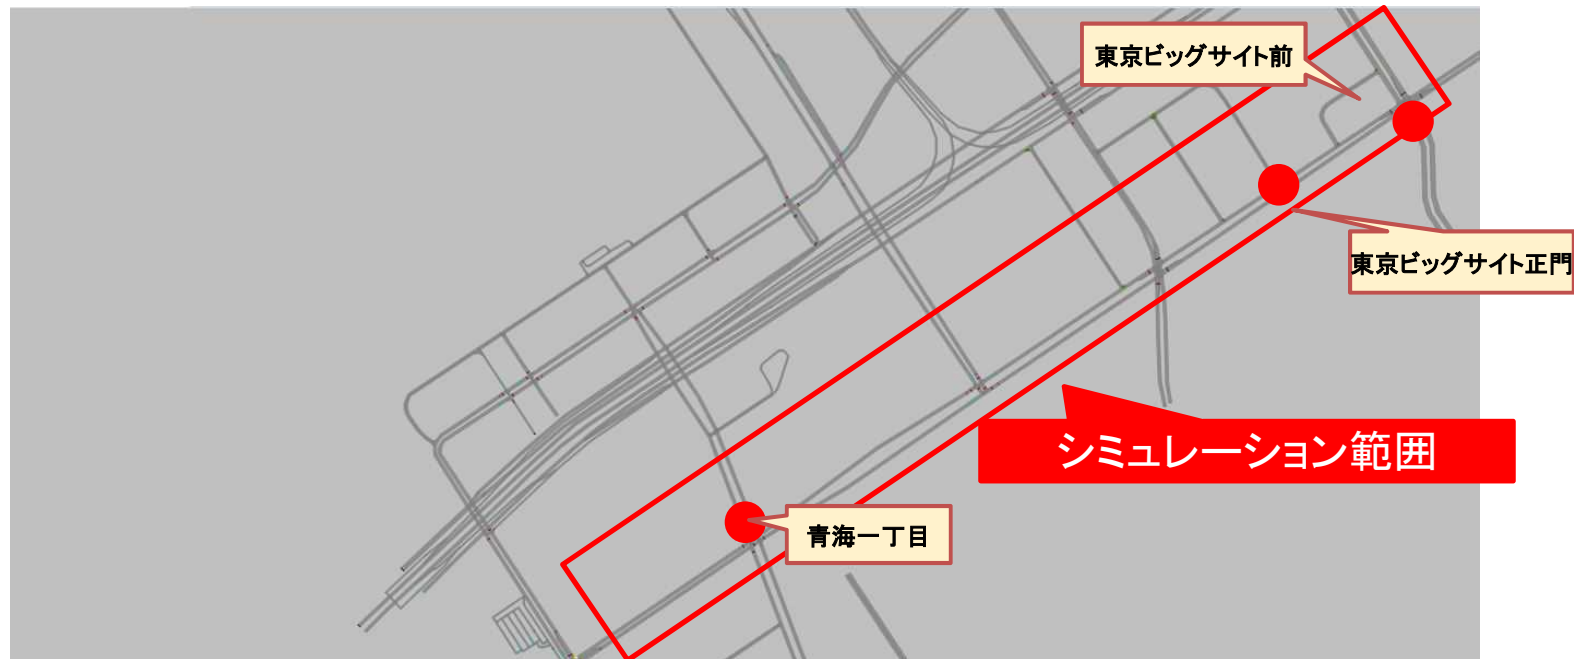 東京ビッグサイト前
東京ビッグサイト正門
シミュレーション範囲
青海一丁目